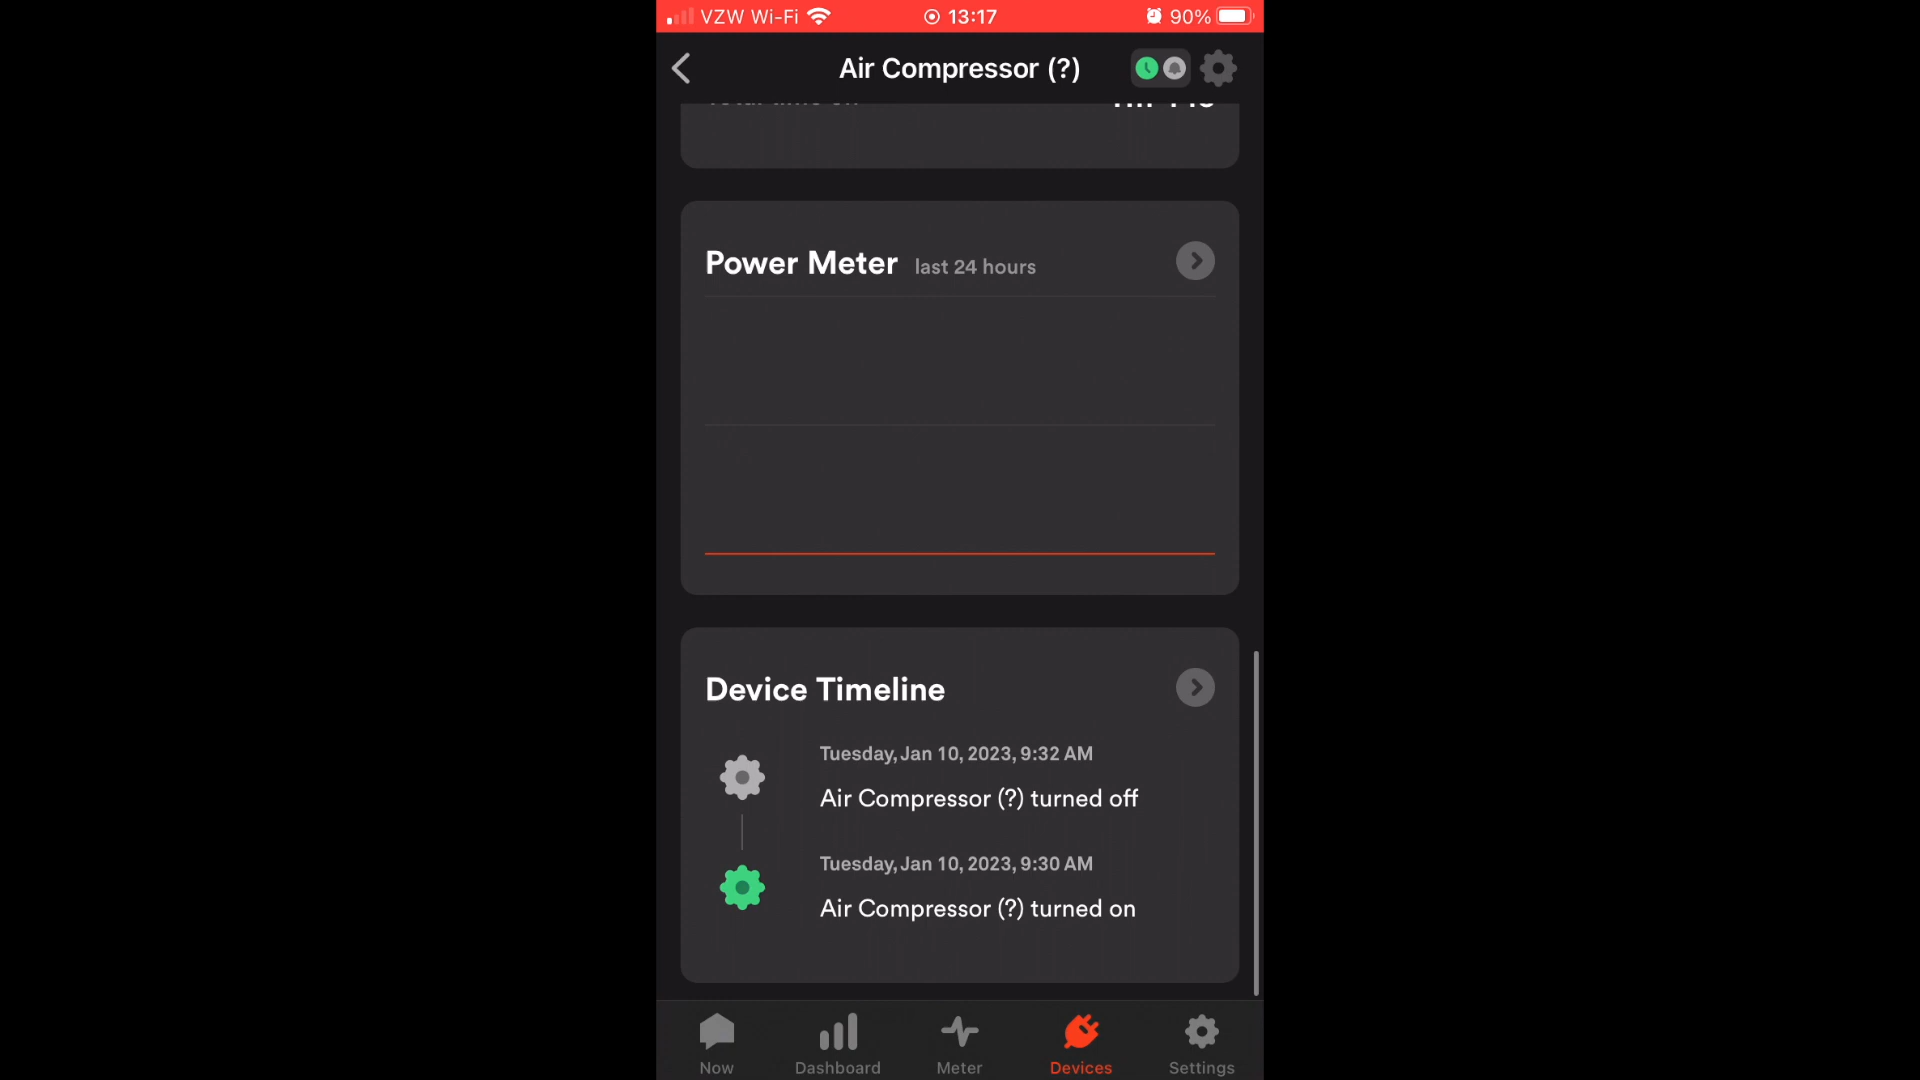 VZW Wi-Fi 13:17 90%
Air Compressor (?)
Power Meter last 24 hours
Device Timeline
Tuesday, Jan 10, 2023, 9:32 AM
Air Compressor (?) turned off
Tuesday, Jan 10, 2023, 9:30 AM
Air Compressor (?) turned on
Now Dashboard Meter Devices Settings